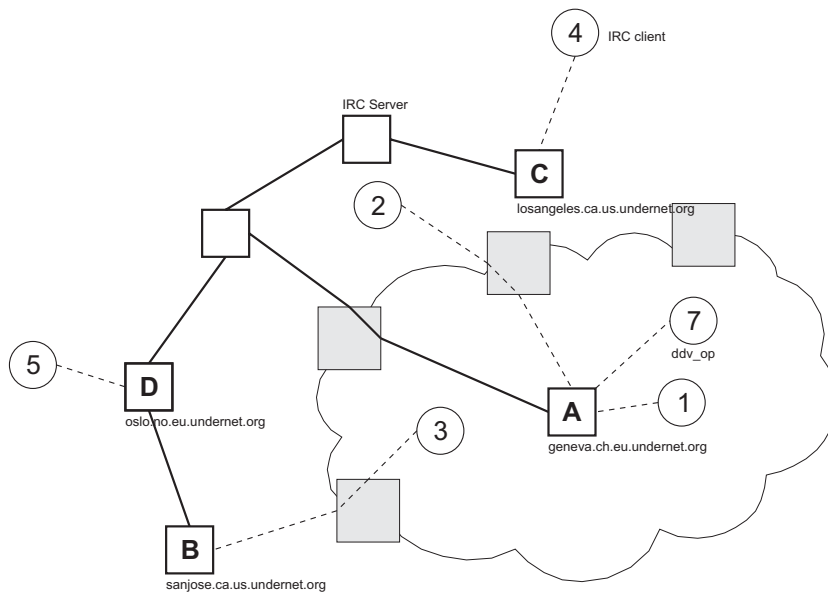 4
IRC client
IRC Server
C
losangeles.ca.us.undernet.org
2
7
ddv_op
5
D
oslo.no.eu.undernet.org
A
1
geneva.ch.eu.undernet.org
3
B
sanjose.ca.us.undernet.org